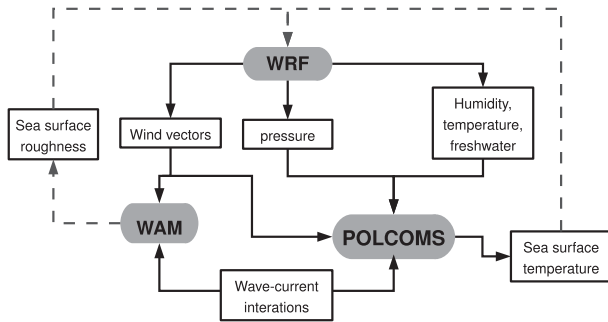 WRF
Sea surface
roughness
Wind vectors
pressure
Humidity,
temperature,
freshwater
WAM
POLCOMS
Sea surface
temperature
Wave-current
interations